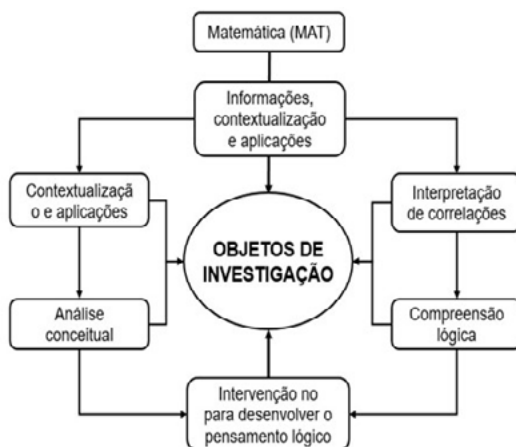 Matemática (MAT)
Informações,
contextualização
e aplicações
Contextualizaçã
o e aplicações
Interpretação
de correlações
OBJETOS DE
INVESTIGAÇÃO
Análise
conceitual
Compreensão
lógica
Intervenção no
para desenvolver o
pensamento lógico